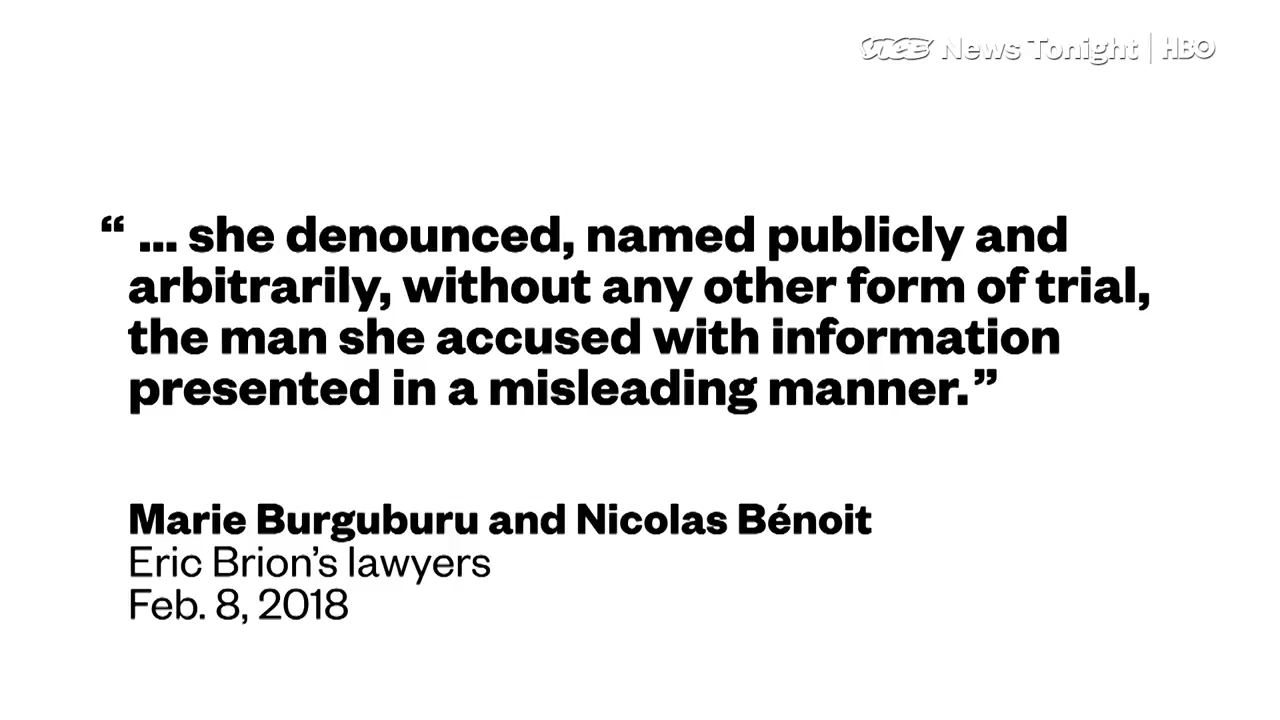 VICE News Tonight | HBO
“ ... she denounced, named publicly and
arbitrarily, without any other form of trial,
the man she accused with information
presented in a misleading manner.”
Marie Burguburu and Nicolas Bénoit
Eric Brion’s lawyers
Feb. 8, 2018